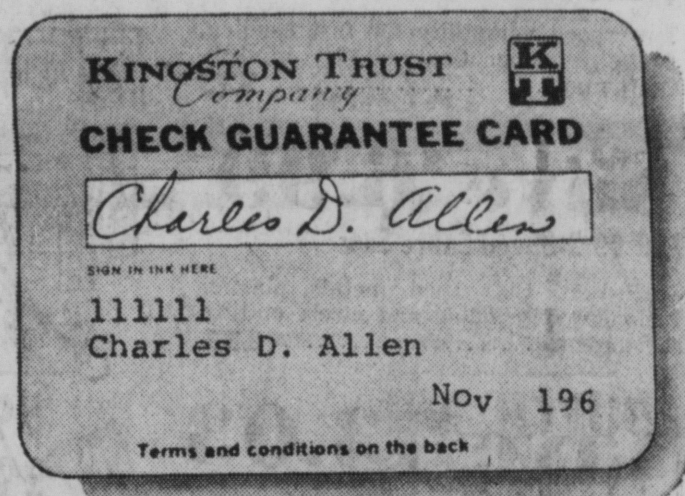 KINGSTON TRUST
Company
KT
CHECK GUARANTEE CARD
Charles D. Allen
SIGN IN INK HERE
111111
Charles D. Allen
Nov 196
Terms and conditions on the back